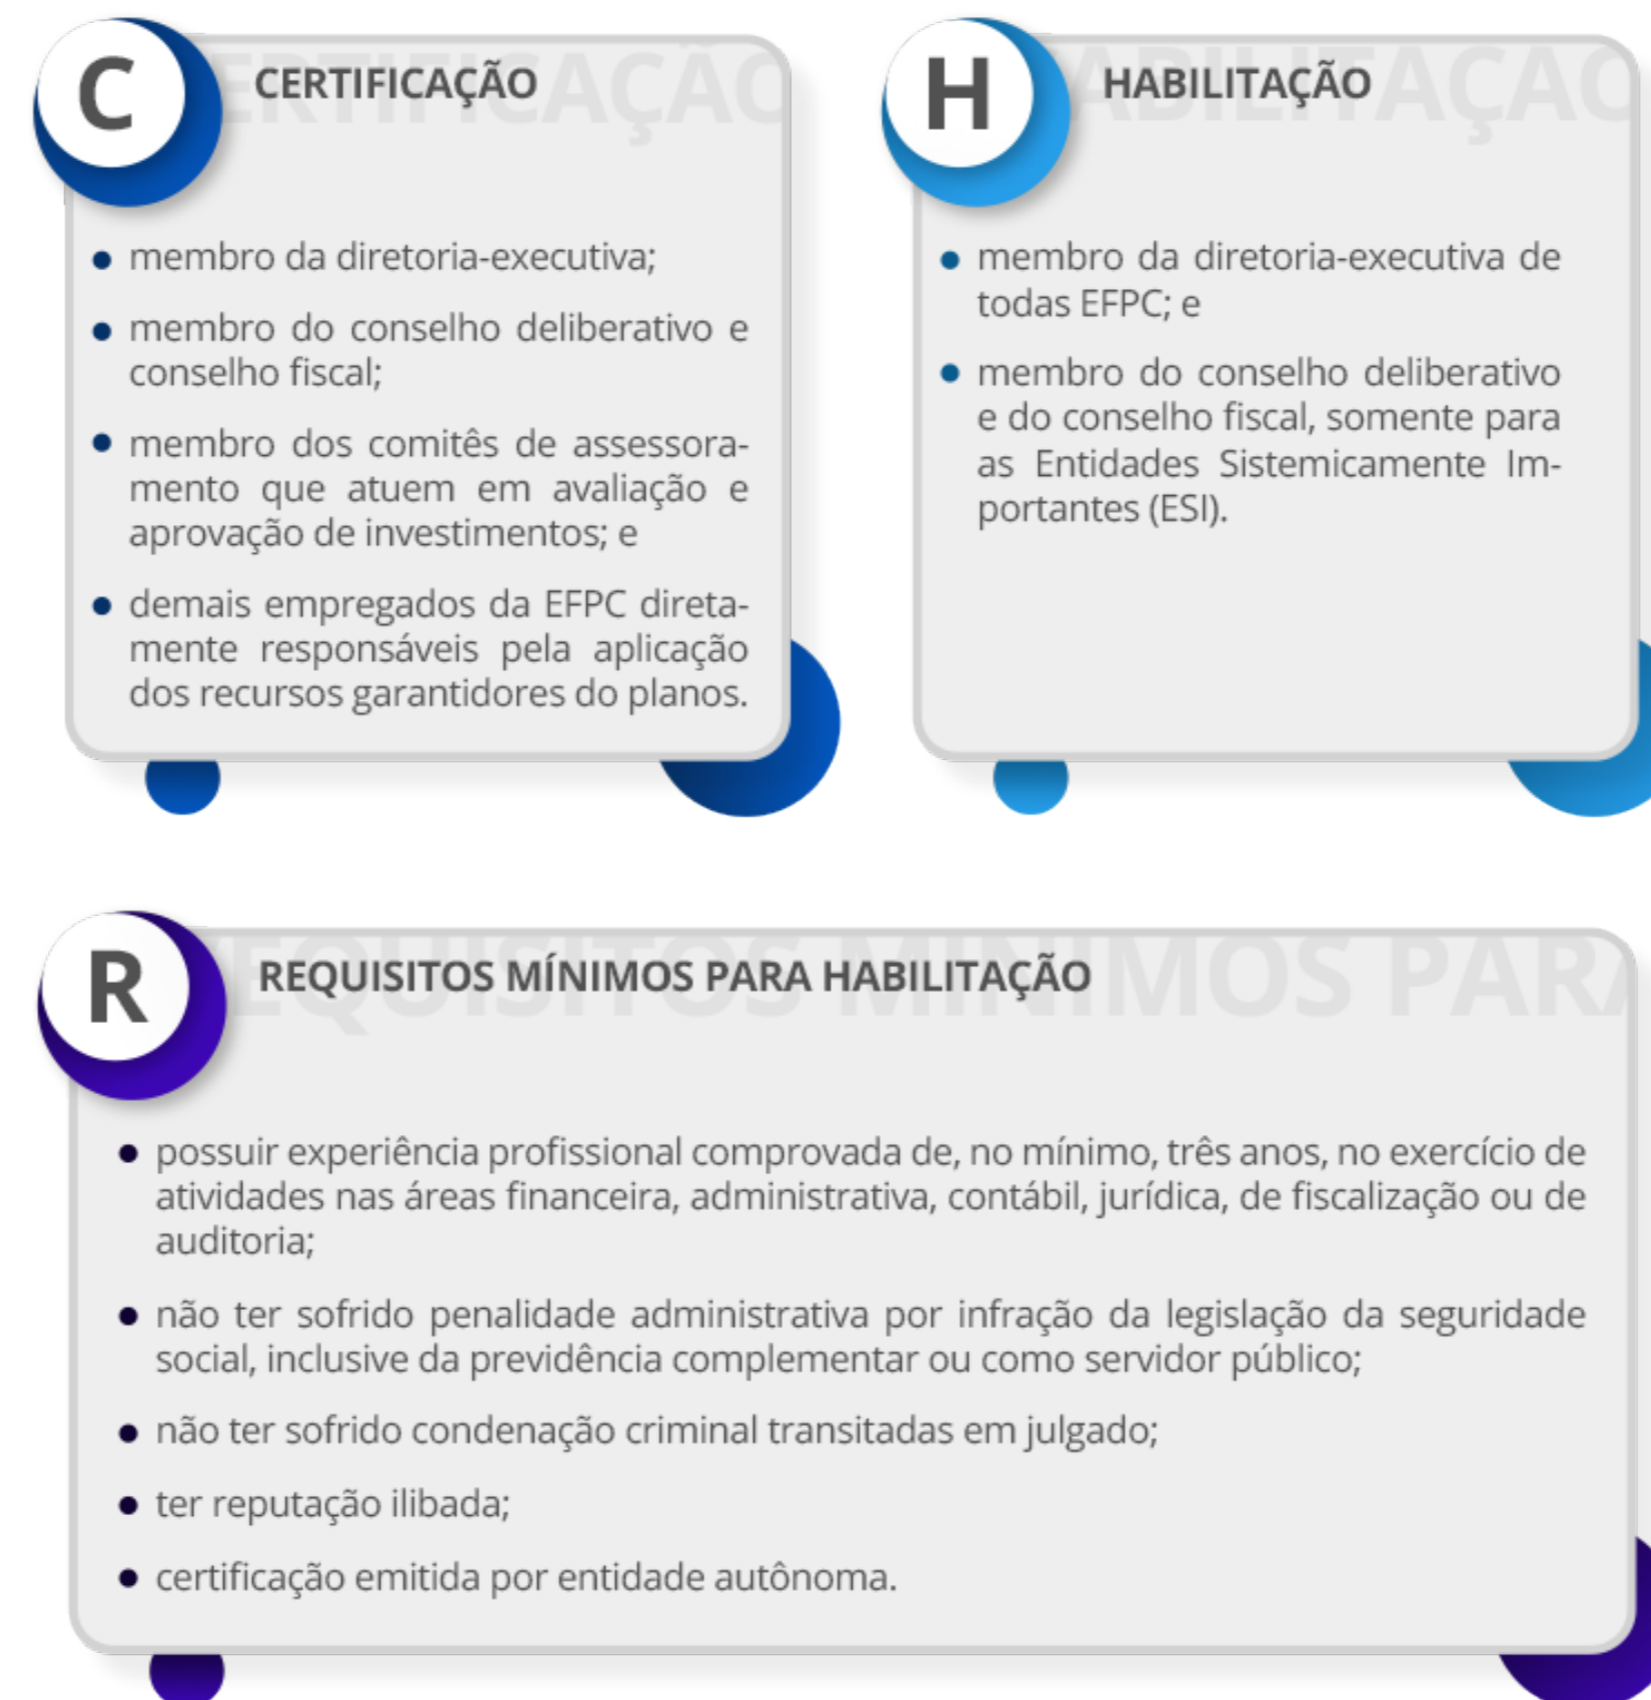 C
CERTIFICAÇÃO
ERTIFICAÇÃO
membro da diretoria-executiva;
membro do conselho deliberativo e
conselho fiscal;
membro dos comitês de assessora-
mento que atuem em avaliação e
aprovação de investimentos; e
demais empregados da EFPC direta-
mente responsáveis pela aplicação
dos recursos garantidores do planos.
H
HABILITAÇÃO
ABILITAÇÃO
membro da diretoria-executiva de
todas EFPC; e
membro do conselho deliberativo
e do conselho fiscal, somente para
as Entidades Sistemicamente Im-
portantes (ESI).
R
REQUISITOS MÍNIMOS PARA HABILITAÇÃO
EQUISITOS MÍNIMOS PARA
possuir experiência profissional comprovada de, no mínimo, três anos, no exercício de
atividades nas áreas financeira, administrativa, contábil, jurídica, de fiscalização ou de
auditoria;
não ter sofrido penalidade administrativa por infração da legislação da seguridade
social, inclusive da previdência complementar ou como servidor público;
não ter sofrido condenação criminal transitadas em julgado;
ter reputação ilibada;
certificação emitida por entidade autônoma.